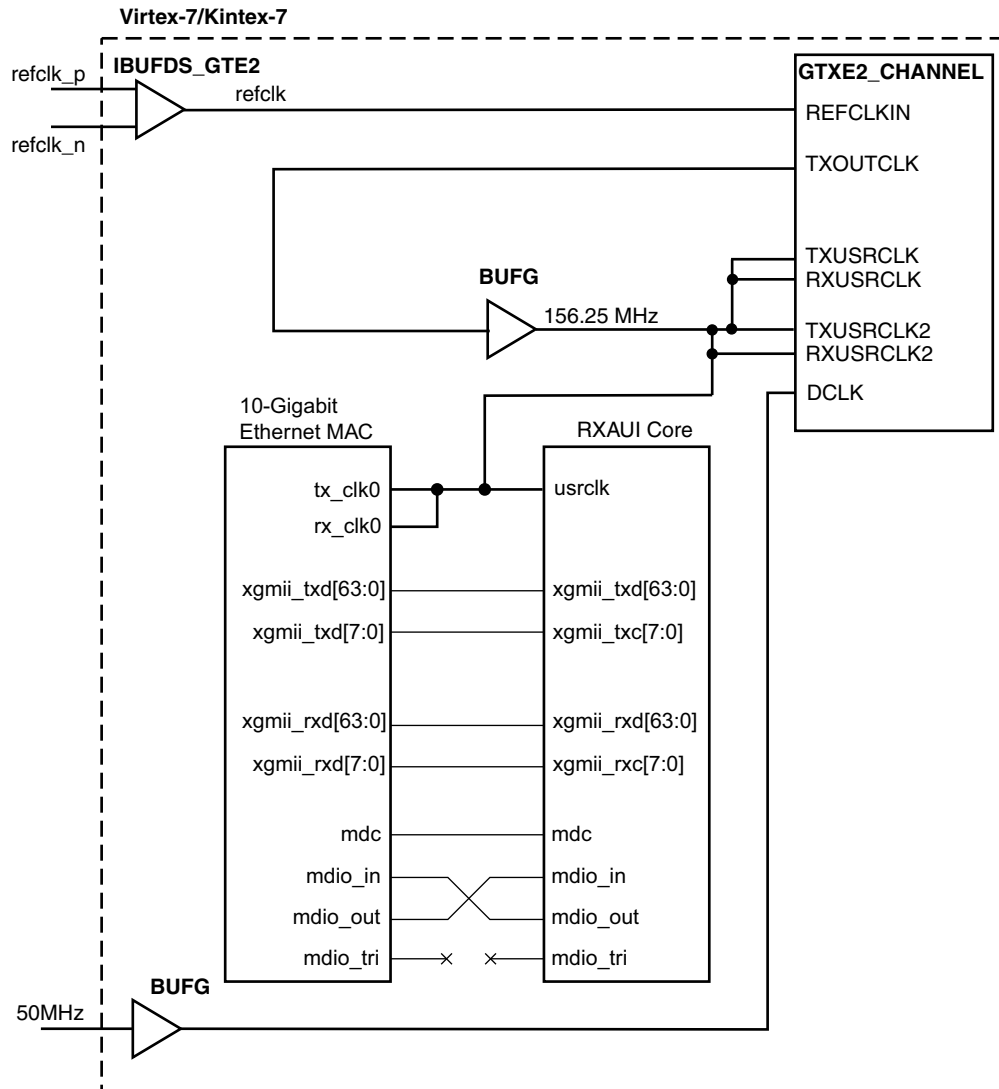 Virtex-7/Kintex-7
IBUFDS_GTE2
refclk_p
refclk_n
refclk
GTXE2_CHANNEL
REFCLKIN
TXOUTCLK
TXUSRCLK
RXUSRCLK
BUFG
156.25 MHz
TXUSRCLK2
RXUSRCLK2
DCLK
10-Gigabit
Ethernet MAC
RXAUI Core
tx_clk0
usrclk
rx_clk0
xgmii_txd[63:0]
xgmii_txd[63:0]
xgmii_txd[7:0]
xgmii_txc[7:0]
xgmii_rxd[63:0]
xgmii_rxd[63:0]
xgmii_rxd[7:0]
xgmii_rxc[7:0]
mdc
mdc
mdio_in
mdio_in
mdio_out
mdio_out
mdio_tri
mdio_tri
BUFG
50MHz